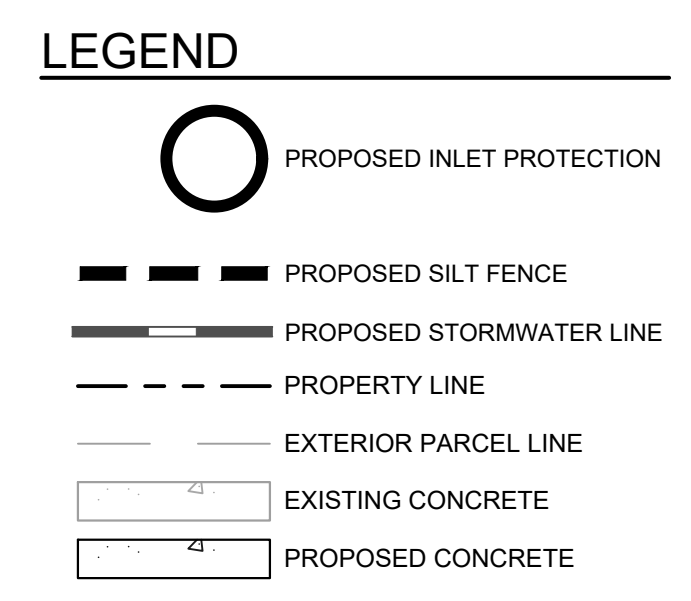 LEGEND
PROPOSED INLET PROTECTION
PROPOSED SILT FENCE
PROPOSED STORMWATER LINE
PROPERTY LINE
EXTERIOR PARCEL LINE
EXISTING CONCRETE
PROPOSED CONCRETE